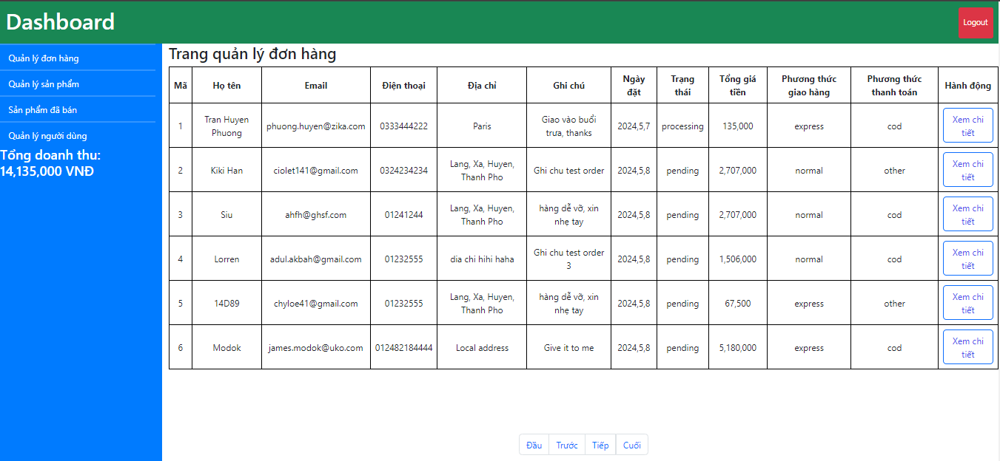 Dashboard
Logout
Quản lý đơn hàng
Quản lý sản phẩm
Sản phẩm đã bán
Quản lý người dùng
Tổng doanh thu:
14,135,000 VNĐ
Trang quản lý đơn hàng
Mã Họ tên Email Điện thoại Địa chỉ Ghi chú Ngày đặt Trạng thái Tổng giá tiền Phương thức giao hàng Phương thức thanh toán Hành động
1 Tran Huyen Phuong phuong.huyen@zika.com 0333444222 Paris Giao vào buổi trưa, thanks 2024,5,7 processing 135,000 express cod Xem chi tiết
2 Kiki Han ciolet141@gmail.com 0324234234 Lang, Xa, Huyen, Thanh Pho Ghi chu test order 2024,5,8 pending 2,707,000 normal other Xem chi tiết
3 Siu ahfh@ghsf.com 01241244 Lang, Xa, Huyen, Thanh Pho hàng dễ vỡ, xin nhẹ tay 2024,5,8 pending 2,707,000 normal cod Xem chi tiết
4 Lorren adul.akbah@gmail.com 01232555 dia chi hihi haha Ghi chu test order 3 2024,5,8 pending 1,506,000 normal cod Xem chi tiết
5 14D89 chyloe41@gmail.com 01232555 Lang, Xa, Huyen, Thanh Pho hàng dễ vỡ, xin nhẹ tay 2024,5,8 pending 67,500 express other Xem chi tiết
6 Modok james.modok@uko.com 012482184444 Local address Give it to me 2024,5,8 pending 5,180,000 express cod Xem chi tiết
Đầu Trước Tiếp Cuối